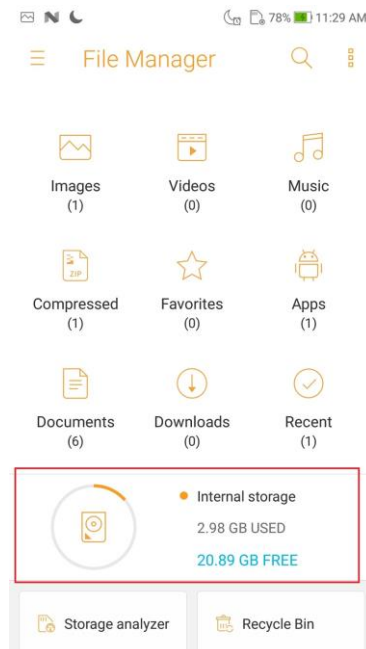 78% 11:29 AM
File Manager
Images Videos Music
(1) (0) (0)
ZIP
Compressed Favorites Apps
(1) (0) (1)
Documents Downloads Recent
(6) (0) (1)
Internal storage
2.98 GB USED
20.89 GB FREE
Storage analyzer Recycle Bin